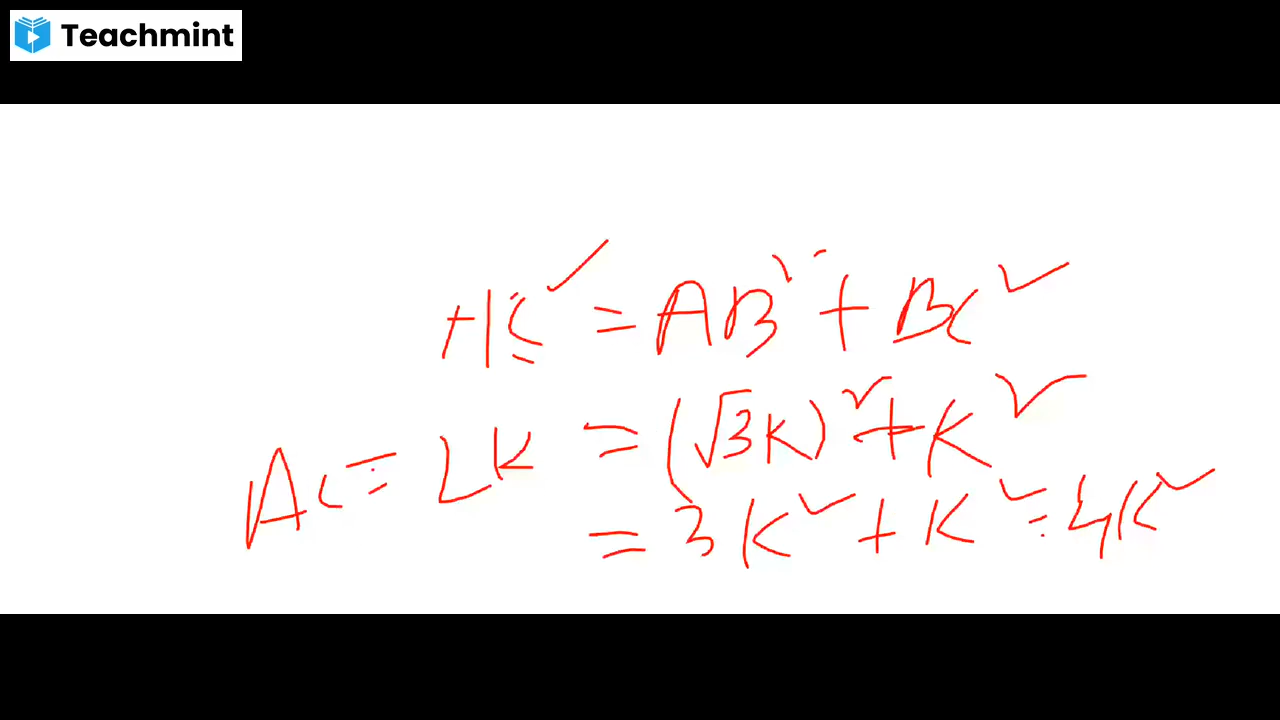 Teachmint
AC² = AB² + BC²
= (√3K)² + K²
AC = 2K
= 3K² + K² = 4K²